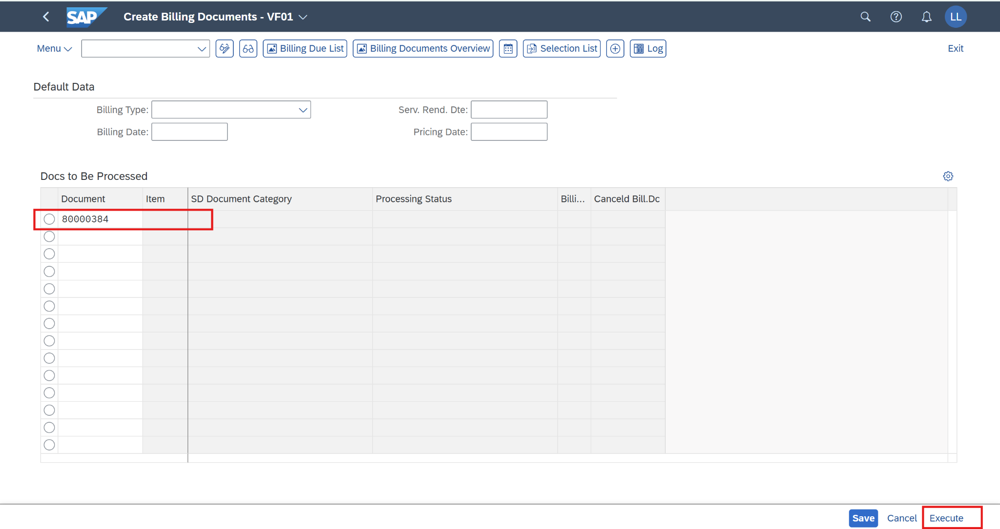 SAP Create Billing Documents - VF01 LL
Menu Billing Due List Billing Documents Overview Selection List Log Exit
Default Data
Billing Type: Serv. Rend. Dte:
Billing Date: Pricing Date:
Docs to Be Processed
Document Item SD Document Category Processing Status Billi... Canceld Bill.Dc
80000384
Save Cancel Execute